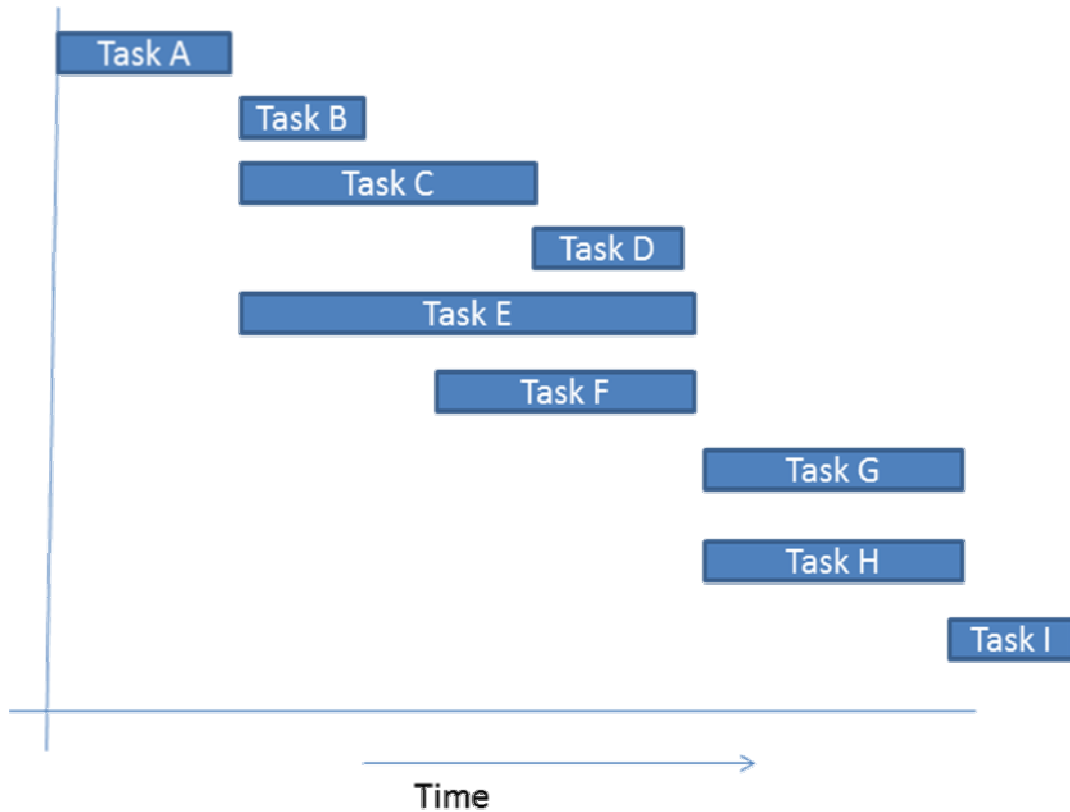 Task A
Task B
Task C
Task D
Task E
Task F
Task G
Task H
Task I
Time